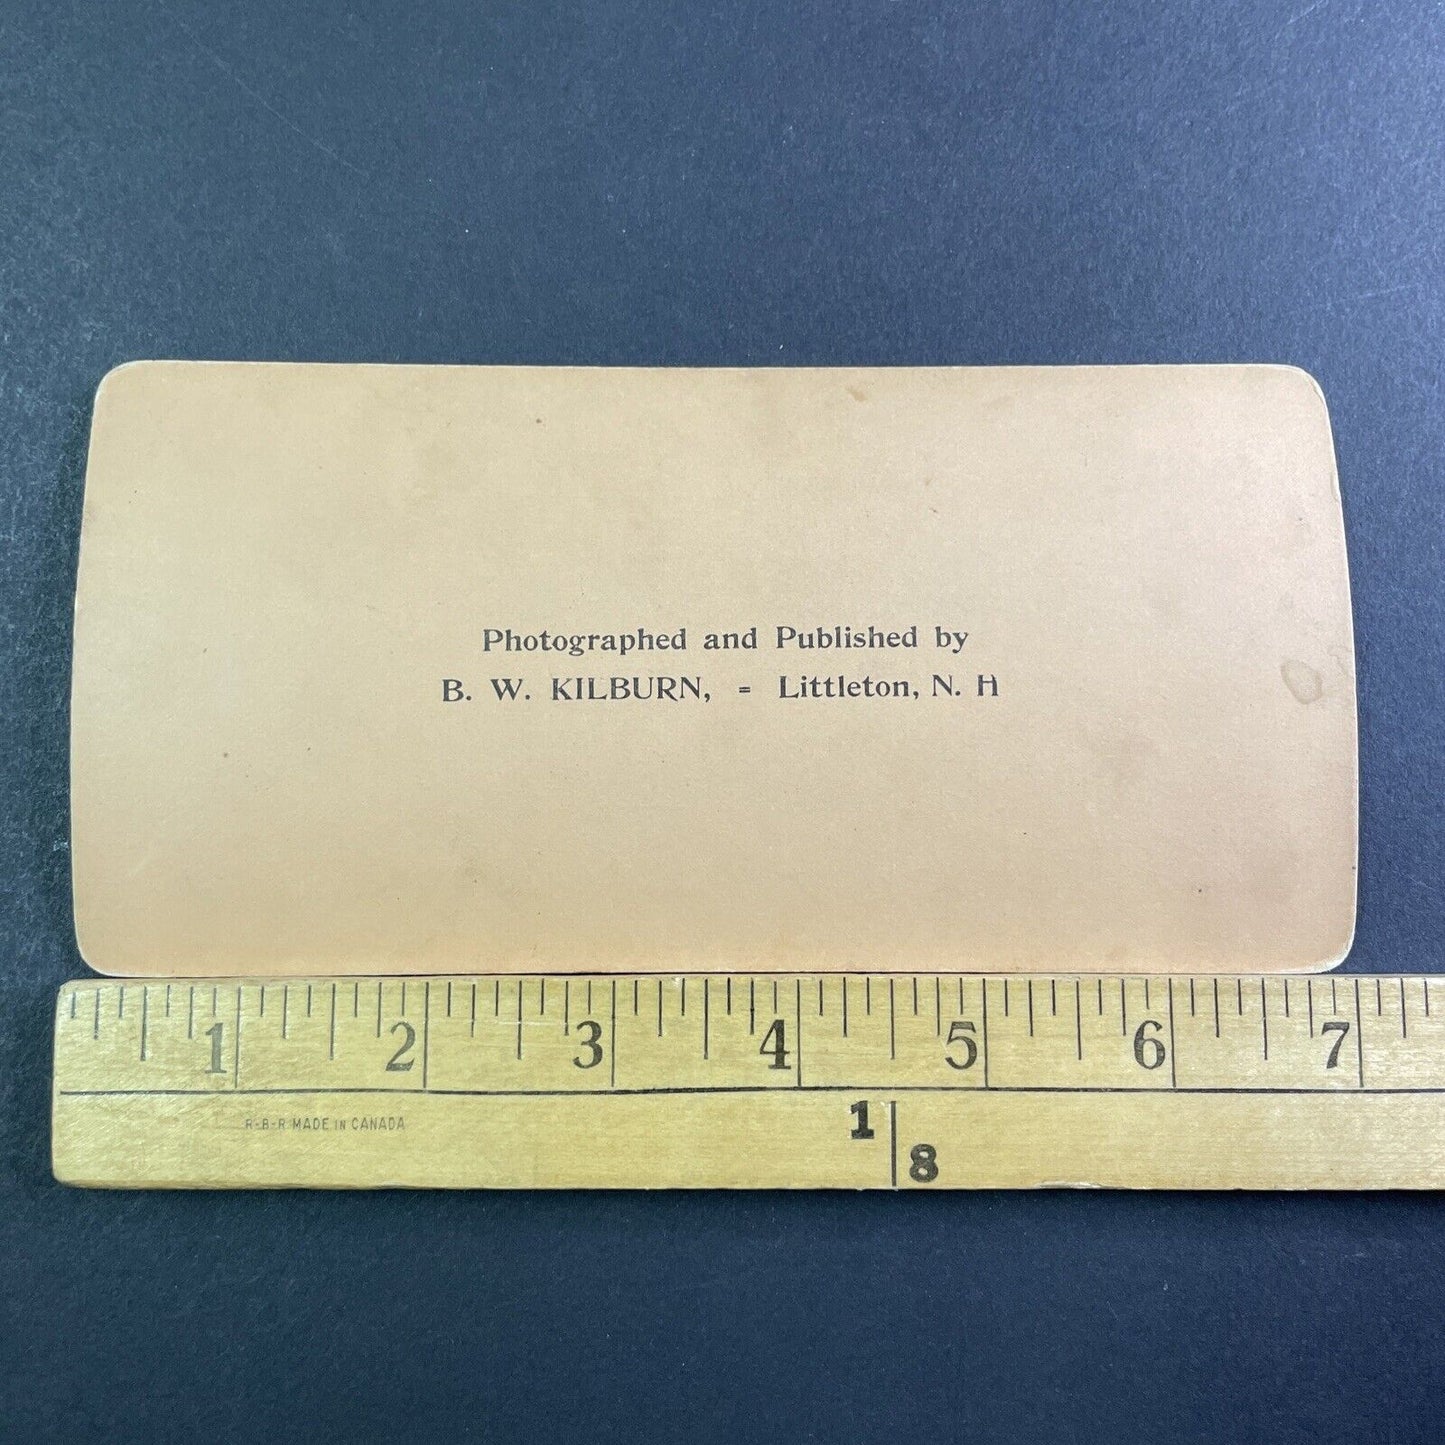 Photographed and Published by
B. W. KILBURN, = Littleton, N. H
1 2 3 4 5 6 7
R-B-R MADE IN CANADA
1
8